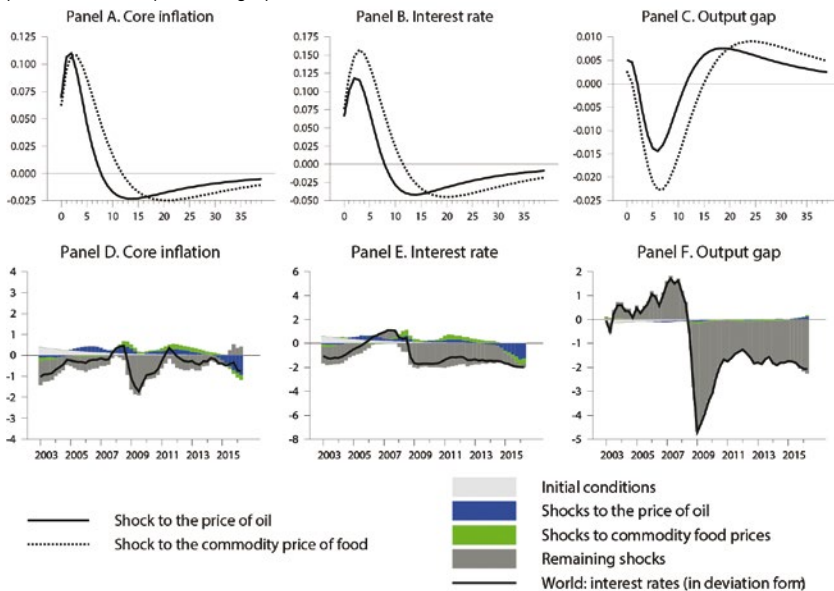 Panel A. Core inflation
0.125
0.100
0.075
0.050
0.025
0.000
-0.025
0 5 10 15 20 25 30 35
Panel B. Interest rate
0.175
0.150
0.125
0.100
0.075
0.050
0.025
0.000
-0.025
-0.050
0 5 10 15 20 25 30 35
Panel C. Output gap
0.010
0.005
0.000
-0.005
-0.010
-0.015
-0.020
-0.025
0 5 10 15 20 25 30 35
Panel D. Core inflation
4
3
2
1
0
-1
-2
-3
-4
2003 2005 2007 2009 2011 2013 2015
Panel E. Interest rate
6
4
2
0
-2
-4
-6
-8
2003 2005 2007 2009 2011 2013 2015
Panel F. Output gap
2
1
0
-1
-2
-3
-4
-5
2003 2005 2007 2009 2011 2013 2015
Shock to the price of oil
Shock to the commodity price of food
Initial conditions
Shocks to the price of oil
Shocks to commodity food prices
Remaining shocks
World: interest rates (in deviation form)